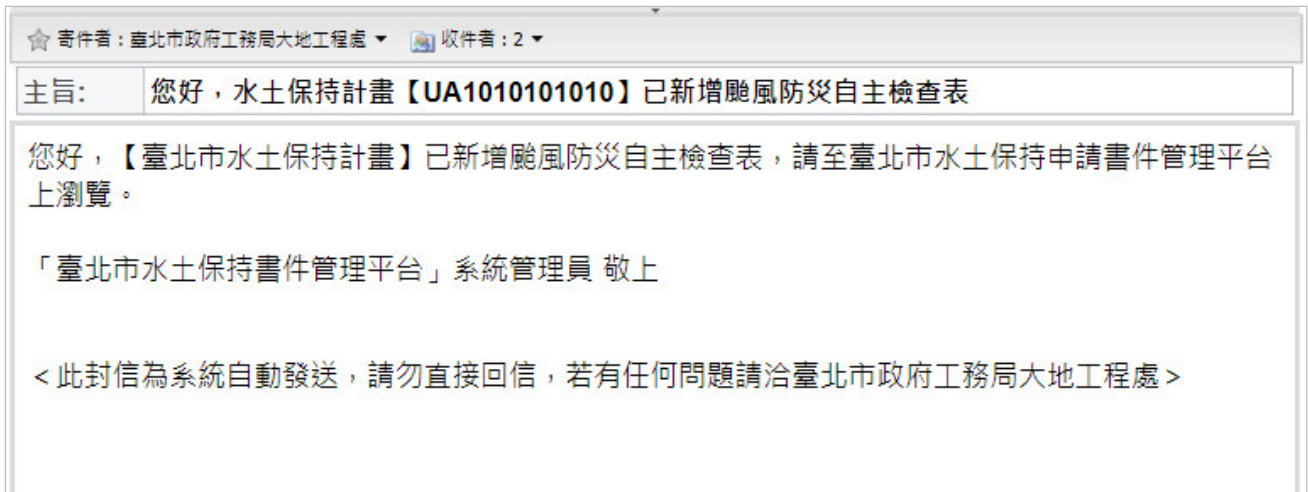 寄件者：臺北市政府工務局大地工程處 收件者：2
主旨: 您好，水土保持計畫【UA1010101010】已新增颱風防災自主檢查表
您好，【臺北市水土保持計畫】已新增颱風防災自主檢查表，請至臺北市水土保持申請書件管理平台
上瀏覽。
「臺北市水土保持書件管理平台」系統管理員 敬上
<此封信為系統自動發送，請勿直接回信，若有任何問題請洽臺北市政府工務局大地工程處>